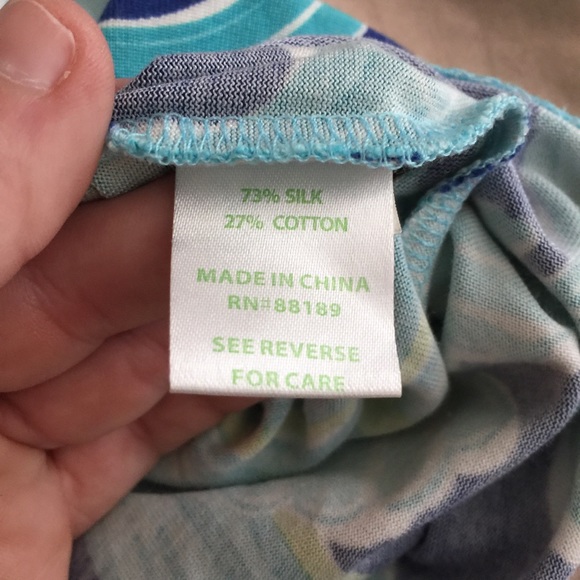 73% SILK
27% COTTON
MADE IN CHINA
RN#88189
SEE REVERSE
FOR CARE